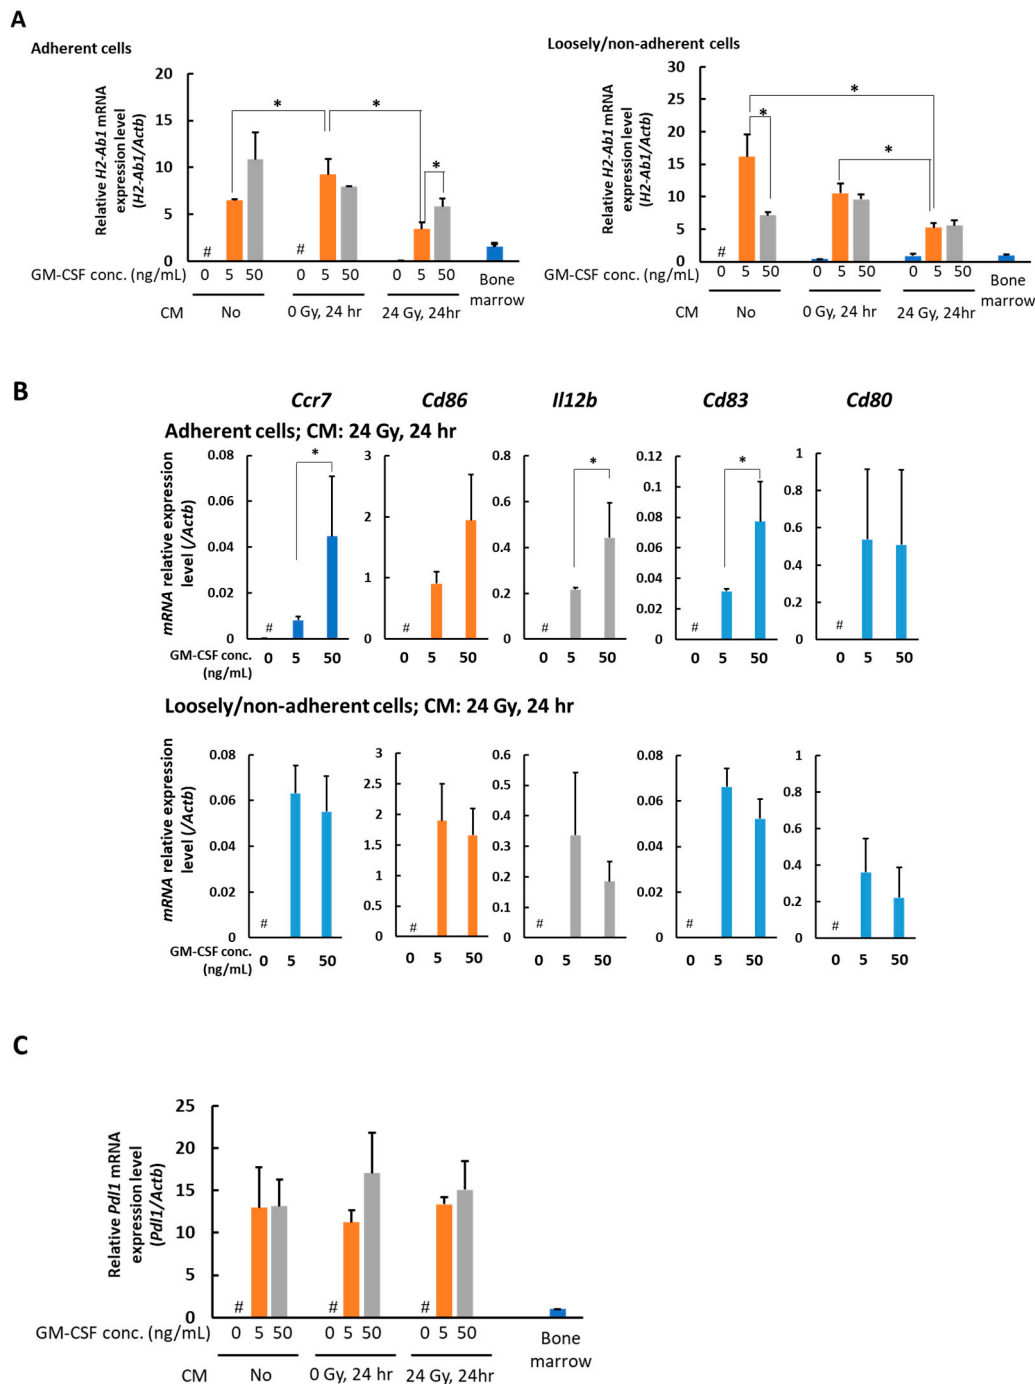 A
Adherent cells
Relative H2-Ab1 mRNA
expression level
(H2-Ab1/Actb)
20
15
10
5
0
*
*
*
#
#
GM-CSF conc. (ng/mL)
0 5 50 0 5 50 0 5 50
Bone
marrow
CM No 0 Gy, 24 hr 24 Gy, 24hr
Loosely/non-adherent cells
Relative H2-Ab1 mRNA
expression level
(H2-Ab1/Actb)
30
25
20
15
10
5
0
*
*
*
#
GM-CSF conc. (ng/mL)
0 5 50 0 5 50 0 5 50
Bone
marrow
CM No 0 Gy, 24 hr 24 Gy, 24hr
B
Ccr7 Cd86 Il12b Cd83 Cd80
Adherent cells; CM: 24 Gy, 24 hr
mRNA relative expression
level (/Actb)
0.08
0.06
0.04
0.02
0
*
#
3
2
1
0
#
0.8
0.6
0.4
0.2
0
*
#
0.12
0.1
0.08
0.06
0.04
0.02
0
*
#
1
0.8
0.6
0.4
0.2
0
#
GM-CSF conc.
(ng/mL)
0 5 50 0 5 50 0 5 50 0 5 50 0 5 50
Loosely/non-adherent cells; CM: 24 Gy, 24 hr
mRNA relative expression
level (/Actb)
0.08
0.06
0.04
0.02
0
#
3
2.5
2
1.5
1
0.5
0
#
0.6
0.5
0.4
0.3
0.2
0.1
0
#
0.08
0.06
0.04
0.02
0
#
1
0.8
0.6
0.4
0.2
0
#
GM-CSF conc.
(ng/mL)
0 5 50 0 5 50 0 5 50 0 5 50 0 5 50
C
Relative Pdl1 mRNA
expression level
(Pdl1/Actb)
25
20
15
10
5
0
# # #
GM-CSF conc. (ng/mL)
0 5 50 0 5 50 0 5 50
Bone
marrow
CM No 0 Gy, 24 hr 24 Gy, 24hr